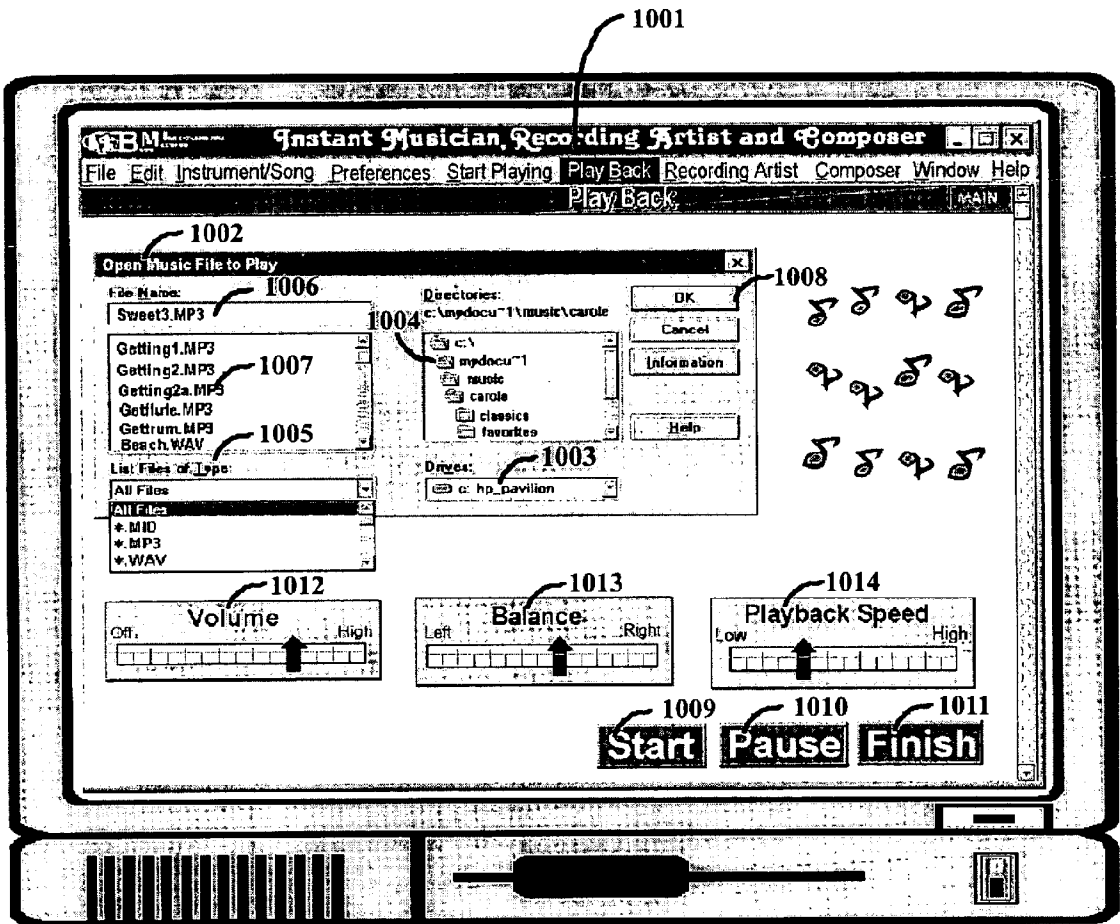 1001
Instant Musician, Recording Artist and Composer
File Edit Instrument/Song Preferences Start Playing Play Back Recording Artist Composer Window Help
Play Back
MAIN
1002
Open Music File to Play
1008
File Name:
1006
Sweet3.MP3
Getting1.MP3
Getting2.MP3
1007
Getting2a.MP3
Getflute.MP3
Gettrum.MP3
Beach.WAV
1005
List Files of Type:
All Files
All Files
*.MID
*.MP3
*.WAV
Directories:
c:\mydocu~1\music\carole
1004
c:\
mydocu~1
music
carole
classics
favorites
Drives:
1003
c: hp_pavilion
OK
Cancel
Information
Help
1012
Volume
Off High
1013
Balance
Left Right
1014
Playback Speed
Low High
1009
Start
1010
Pause
1011
Finish